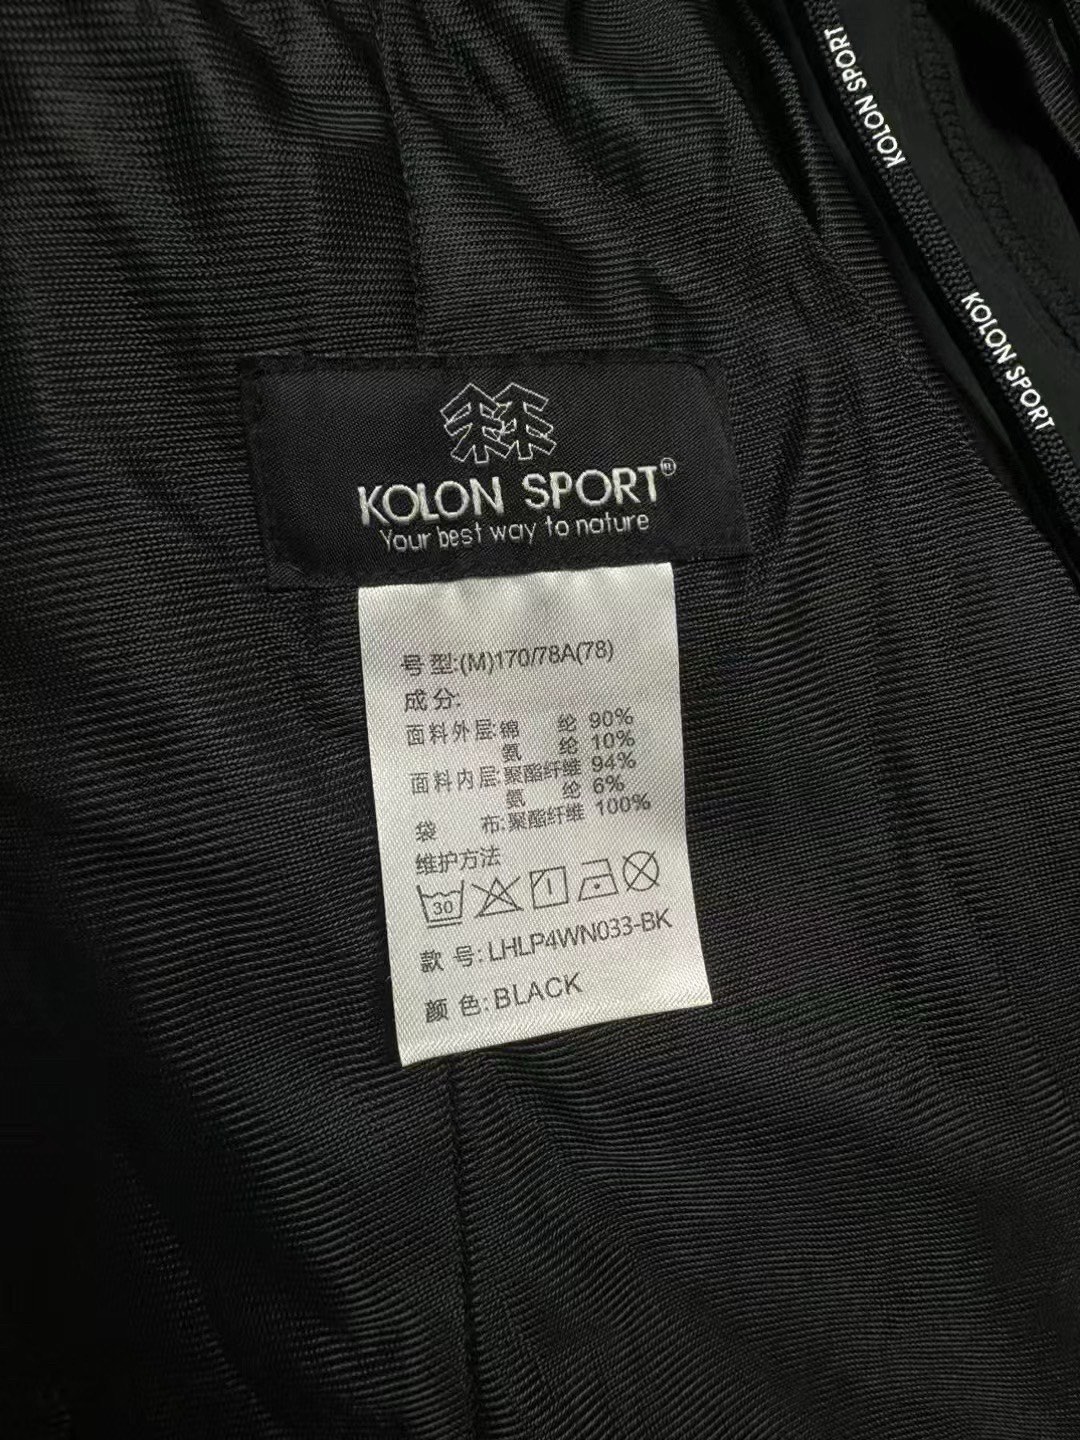 KOLON SPORT
KOLON SPORT
KOLON SPORT®
Your best way to nature
号型:(M)170/78A(78)
成分:
面料外层:锦纶 90%
氨纶 10%
面料内层:聚酯纤维 94%
氨纶 6%
袋布:聚酯纤维 100%
维护方法
30
款号:LHLP4WN033-BK
颜色:BLACK